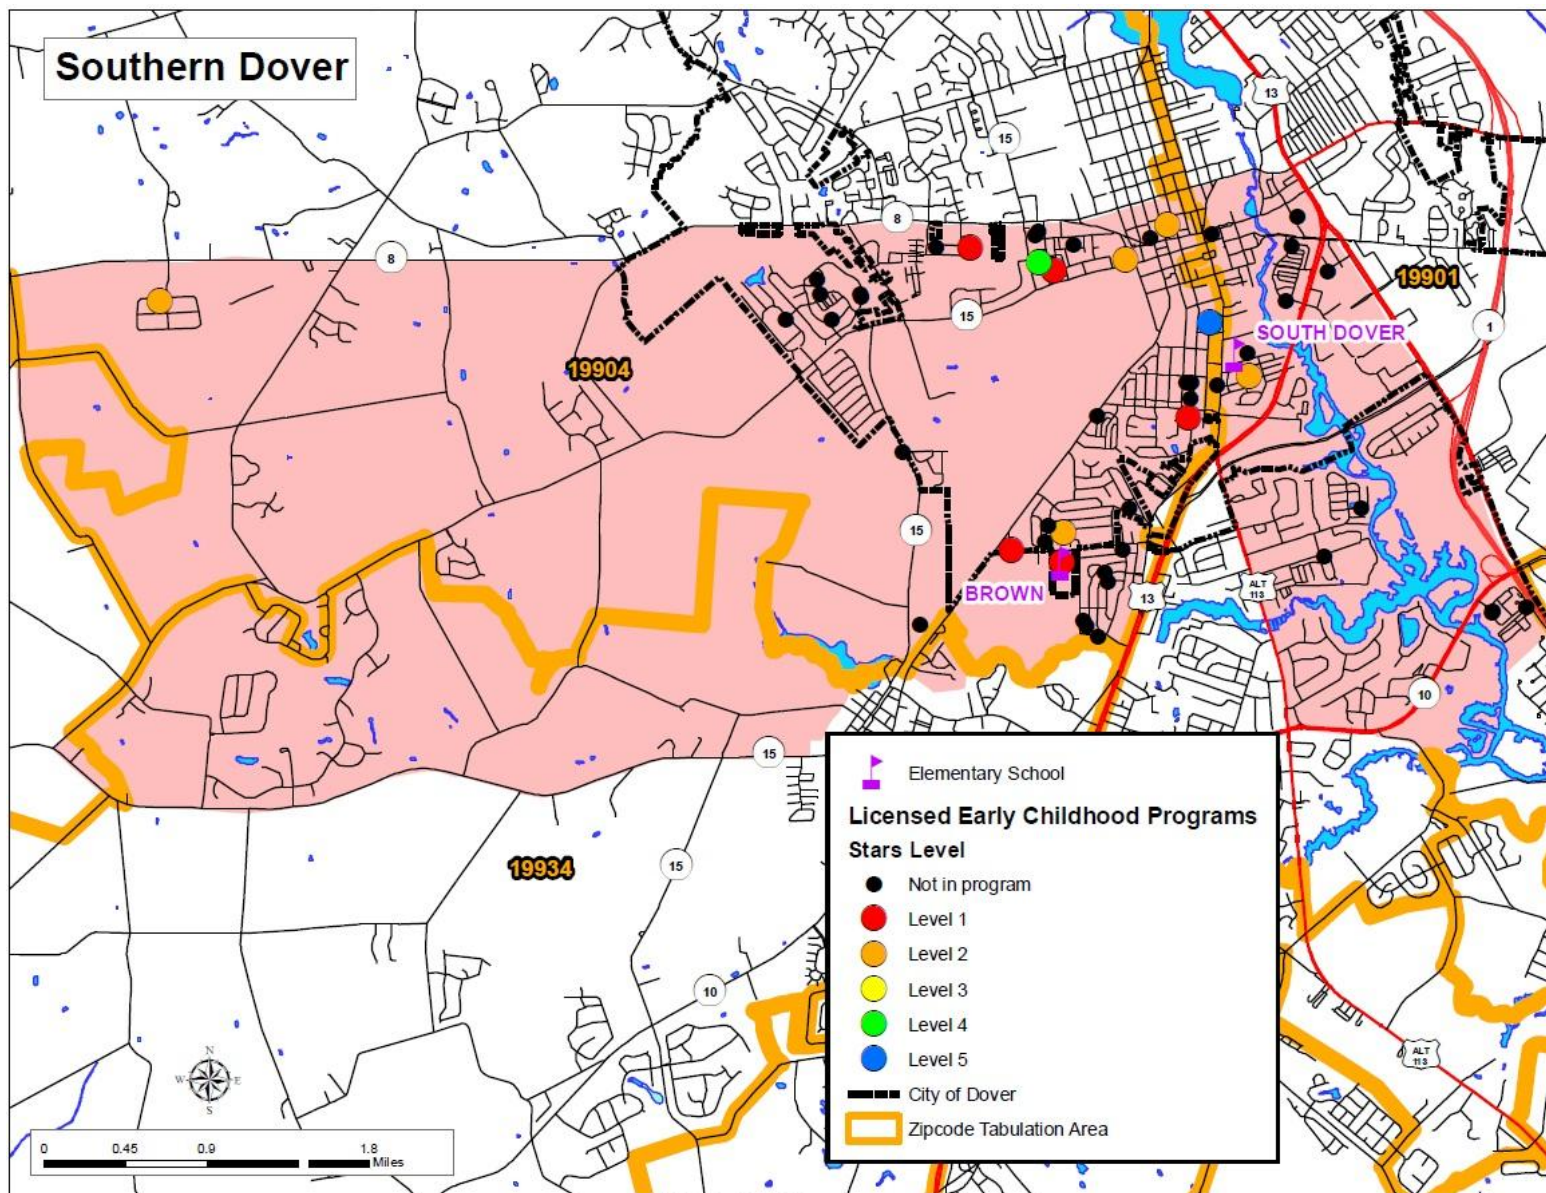 Southern Dover
13
15
8
8
19901
15
1
SOUTH DOVER
19904
15
BROWN
13
ALT
113
10
15
Elementary School
Licensed Early Childhood Programs
Stars Level
Not in program
Level 1
Level 2
Level 3
Level 4
Level 5
City of Dover
Zipcode Tabulation Area
19934
15
10
ALT
113
N
W
E
S
0 0.45 0.9 1.8
Miles